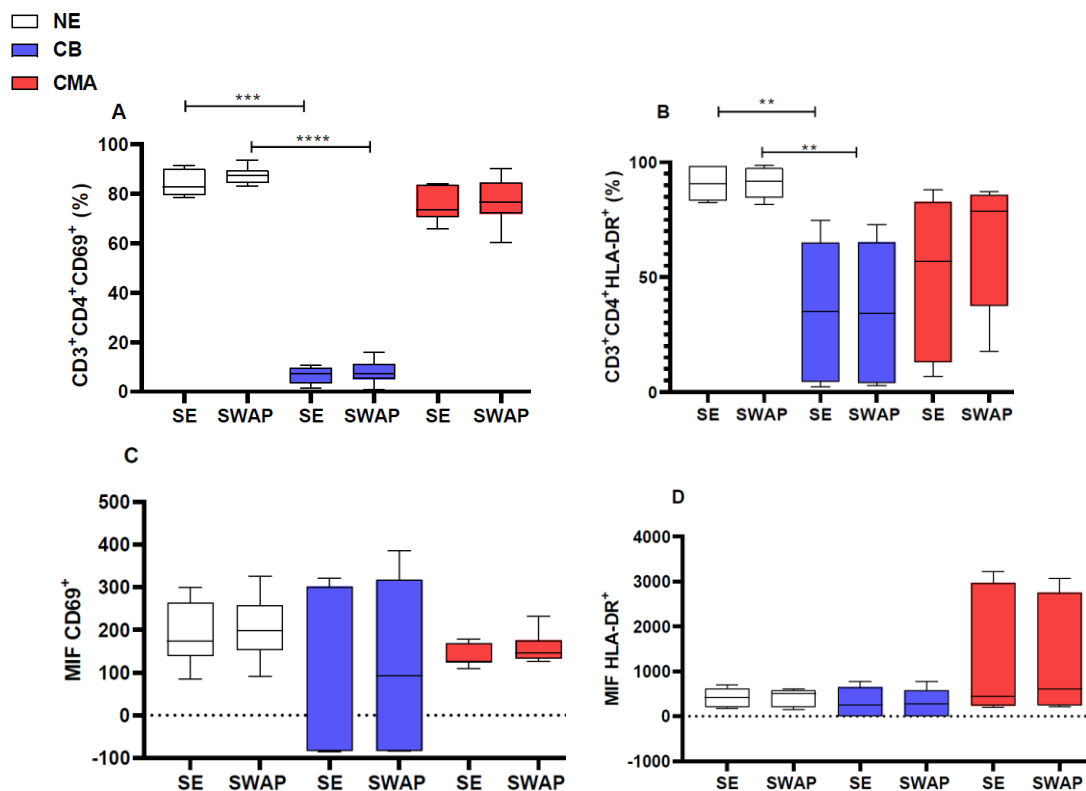 NE
CB
CMA
A
***
****
CD3+CD4+CD69+ (%)
100
80
60
40
20
0
SE SWAP SE SWAP SE SWAP
B
**
**
CD3+CD4+HLA-DR+ (%)
100
50
0
SE SWAP SE SWAP SE SWAP
C
MIF CD69+
500
400
300
200
100
0
-100
SE SWAP SE SWAP SE SWAP
D
MIF HLA-DR+
4000
3000
2000
1000
0
-1000
SE SWAP SE SWAP SE SWAP